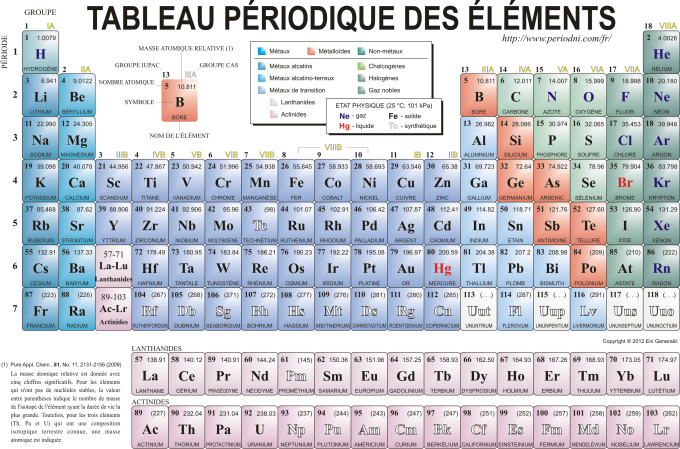 TABLEAU PÉRIODIQUE DES ÉLÉMENTS
http://www.periodni.com/fr/
GROUPE
PÉRIODE
1 IA
18 VIIIA
1 1.0079
H
HYDROGÈNE
2 4.0026
He
HÉLIUM
MASSE ATOMIQUE RELATIVE (1)
GROUPE IUPAC
GROUPE CAS
13 IIIA
NOMBRE ATOMIQUE
5 10.811
SYMBOLE
B
BORE
NOM DE L'ÉLÉMENT
Métaux
Métalloïdes
Non-métaux
Métaux alcalins
Chalcogènes
Métaux alcalino-terreux
Halogènes
Métaux de transition
Gaz nobles
Lanthanides
Actinides
ETAT PHYSIQUE (25 °C; 101 kPa)
Ne - gaz
Fe - solide
Hg - liquide
Tc - synthétique
2 IIA
13 IIIA 14 IVA 15 VA 16 VIA 17 VIIA
2
3 6.941 4 9.0122 5 10.811 6 12.011 7 14.007 8 15.999 9 18.998 10 20.180
Li Be B C N O F Ne
LITHIUM BÉRYLLIUM BORE CARBONE AZOTE OXYGÈNE FLUOR NÉON
3
11 22.990 12 24.305 13 26.982 14 28.086 15 30.974 16 32.065 17 35.453 18 39.948
Na Mg Al Si P S Cl Ar
SODIUM MAGNÉSIUM ALUMINIUM SILICIUM PHOSPHORE SOUFRE CHLORE ARGON
3 IIIB 4 IVB 5 VB 6 VIB 7 VIIB 8 9 VIIIB 10 11 IB 12 IIB
4
19 39.098 20 40.078 21 44.956 22 47.867 23 50.942 24 51.996 25 54.938 26 55.845 27 58.933 28 58.693 29 63.546 30 65.38 31 69.723 32 72.64 33 74.922 34 78.96 35 79.904 36 83.798
K Ca Sc Ti V Cr Mn Fe Co Ni Cu Zn Ga Ge As Se Br Kr
POTASSIUM CALCIUM SCANDIUM TITANE VANADIUM CHROME MANGANÈSE FER COBALT NICKEL CUIVRE ZINC GALLIUM GERMANIUM ARSENIC SÉLÉNIUM BROME KRYPTON
5
37 85.468 38 87.62 39 88.906 40 91.224 41 92.906 42 95.96 43 (98) 44 101.07 45 102.91 46 106.42 47 107.87 48 112.41 49 114.82 50 118.71 51 121.76 52 127.60 53 126.90 54 131.29
Rb Sr Y Zr Nb Mo Tc Ru Rh Pd Ag Cd In Sn Sb Te I Xe
RUBIDIUM STRONTIUM YTTRIUM ZIRCONIUM NIOBIUM MOLYBDÈNE TECHNÉTIUM RUTHÉNIUM RHODIUM PALLADIUM ARGENT CADMIUM INDIUM ETAIN ANTIMOINE TELLURE IODE XÉNON
6
55 132.91 56 137.33 57-71 72 178.49 73 180.95 74 183.84 75 186.21 76 190.23 77 192.22 78 195.08 79 196.97 80 200.59 81 204.38 82 207.2 83 208.98 84 (209) 85 (210) 86 (222)
Cs Ba La-Lu Hf Ta W Re Os Ir Pt Au Hg Tl Pb Bi Po At Rn
CÉSIUM BARYUM Lanthanides HAFNIUM TANTALE TUNGSTÈNE RHÉNIUM OSMIUM IRIDIUM PLATINE OR MERCURE THALLIUM PLOMB BISMUTH POLONIUM ASTATE RADON
7
87 (223) 88 (226) 89-103 104 (267) 105 (268) 106 (271) 107 (272) 108 (277) 109 (276) 110 (281) 111 (280) 112 (285) 113 (...) 114 (287) 115 (...) 116 (291) 117 (...) 118 (...)
Fr Ra Ac-Lr Rf Db Sg Bh Hs Mt Ds Rg Cn Uut Fl Uup Lv Uus Uuo
FRANCIUM RADIUM Actinides RUTHERFORDIUM DUBNIUM SEABORGIUM BOHRIUM HASSIUM MEITNERIUM DARMSTADTIUM ROENTGENIUM COPERNICIUM UNUNTRIUM FLÉROVIUM UNUNPENTIUM LIVERMORIUM UNUNSEPTIUM UNUNOCTIUM
Copyright © 2012 Eni Generalić
(1) Pure Appl. Chem., 81, No. 11, 2131-2156 (2009)
La masse atomique relative est donnée avec
cinq chiffres significatifs. Pour les éléments
qui n'ont pas de nucléides stables, la valeur
entre parenthèses indique le nombre de masse
de l'isotope de l'élément ayant la durée de vie la
plus grande. Toutefois, pour les trois éléments
(Th, Pa et U) qui ont une composition
isotopique terrestre connue, une masse
atomique est indiquée.
LANTHANIDES
57 138.91 58 140.12 59 140.91 60 144.24 61 (145) 62 150.36 63 151.96 64 157.25 65 158.93 66 162.50 67 164.93 68 167.26 69 168.93 70 173.05 71 174.97
La Ce Pr Nd Pm Sm Eu Gd Tb Dy Ho Er Tm Yb Lu
LANTHANE CÉRIUM PRASÉODYME NÉODYME PROMÉTHIUM SAMARIUM EUROPIUM GADOLINIUM TERBIUM DYSPROSIUM HOLMIUM ERBIUM THULIUM YTTERBIUM LUTÉTIUM
ACTINIDES
89 (227) 90 232.04 91 231.04 92 238.03 93 (237) 94 (244) 95 (243) 96 (247) 97 (247) 98 (251) 99 (252) 100 (257) 101 (258) 102 (259) 103 (262)
Ac Th Pa U Np Pu Am Cm Bk Cf Es Fm Md No Lr
ACTINIUM THORIUM PROTACTINIUM URANIUM NEPTUNIUM PLUTONIUM AMÉRICIUM CURIUM BERKÉLIUM CALIFORNIUM EINSTEINIUM FERMIUM MENDELÉVIUM NOBÉLIUM LAWRENCIUM